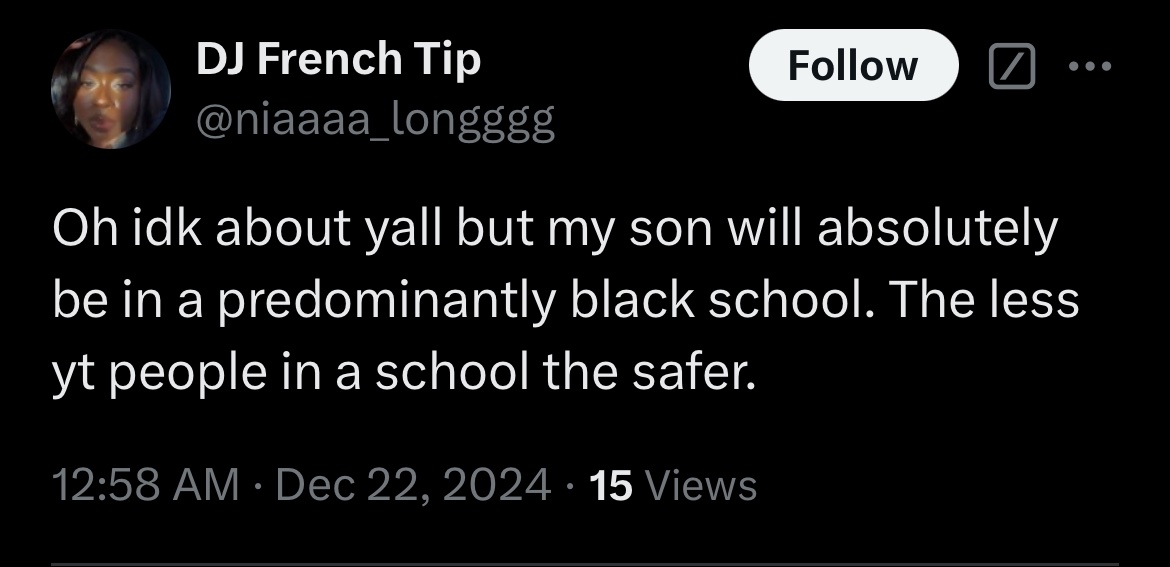 DJ French Tip
Follow
@niaaaa_longggg
Oh idk about yall but my son will absolutely
be in a predominantly black school. The less
yt people in a school the safer.
12:58 AM · Dec 22, 2024 · 15 Views